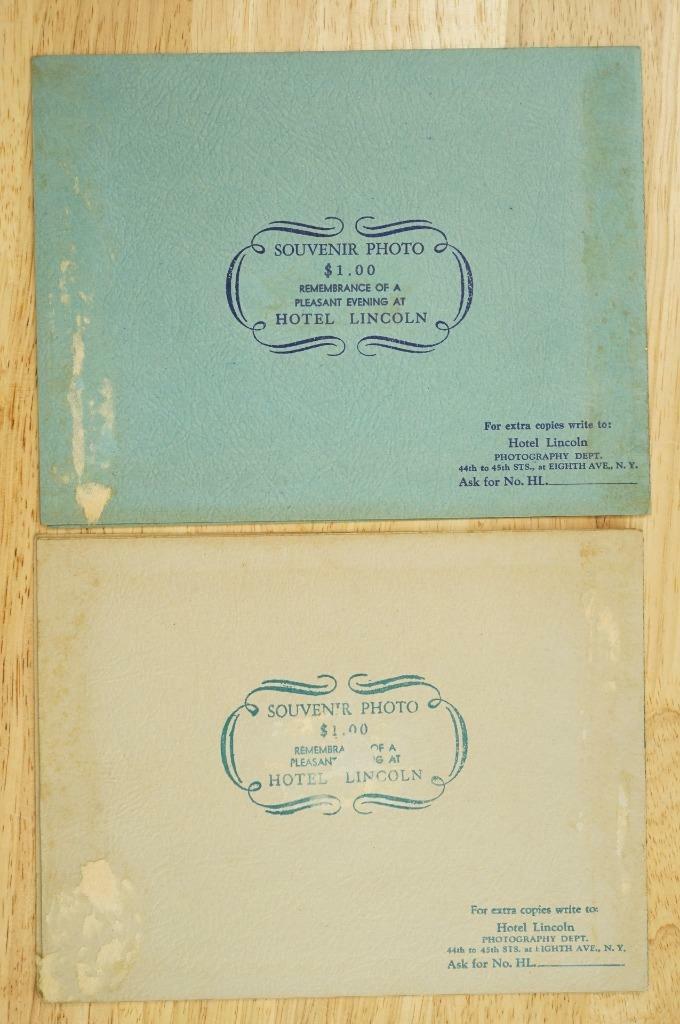 SOUVENIR PHOTO
$1.00
REMEMBRANCE OF A
PLEASANT EVENING AT
HOTEL LINCOLN
For extra copies write to:
Hotel Lincoln
PHOTOGRAPHY DEPT.
44th to 45th STS., at EIGHTH AVE., N. Y.
Ask for No. HL.
SOUVENIR PHOTO
$1.00
REMEMBRA OF A
PLEASANT G AT
HOTEL LINCOLN
For extra copies write to:
Hotel Lincoln
PHOTOGRAPHY DEPT.
44th to 45th STS. at EIGHTH AVE., N. Y.
Ask for No. HL.